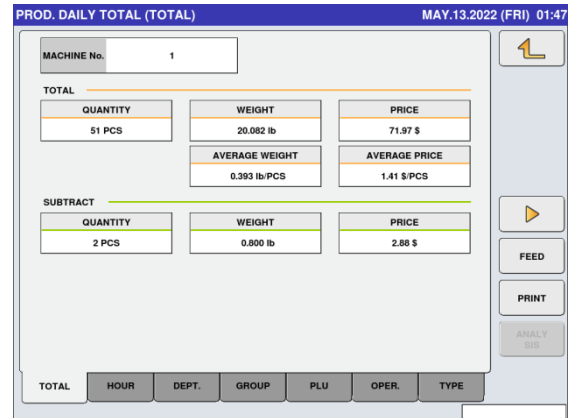 PROD. DAILY TOTAL (TOTAL) MAY.13.2022 (FRI) 01:47
MACHINE No. 1
TOTAL
QUANTITY WEIGHT PRICE
51 PCS 20.082 lb 71.97 $
AVERAGE WEIGHT AVERAGE PRICE
0.393 lb/PCS 1.41 $/PCS
SUBTRACT
QUANTITY WEIGHT PRICE
2 PCS 0.800 lb 2.88 $
FEED
PRINT
ANALY
SIS
TOTAL HOUR DEPT. GROUP PLU OPER. TYPE